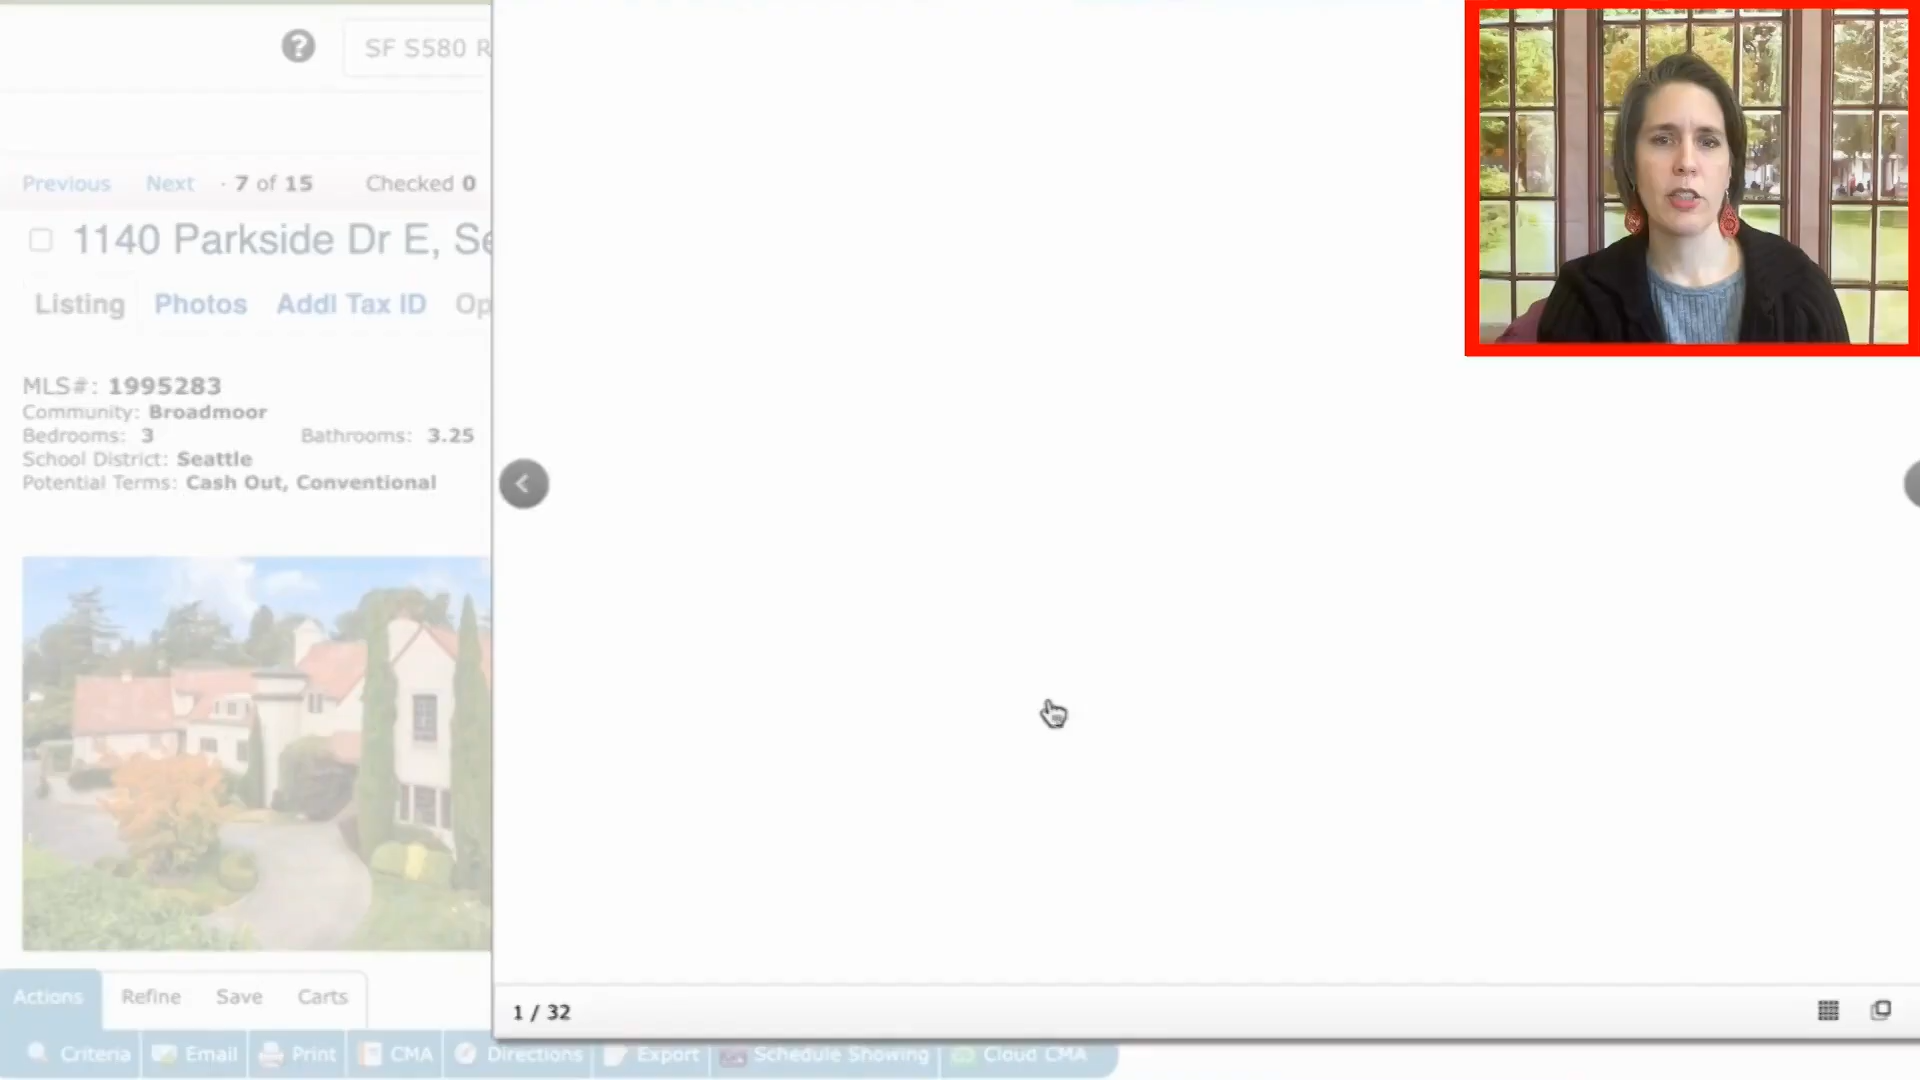 SF S580 R
Previous Next · 7 of 15 Checked 0
1140 Parkside Dr E, Se
Listing Photos Addl Tax ID Op
MLS#: 1995283
Community: Broadmoor
Bedrooms: 3 Bathrooms: 3.25
School District: Seattle
Potential Terms: Cash Out, Conventional
Actions Refine Save Carts
1 / 32
Criteria Email Print CMA Directions Export Schedule Showing Cloud CMA